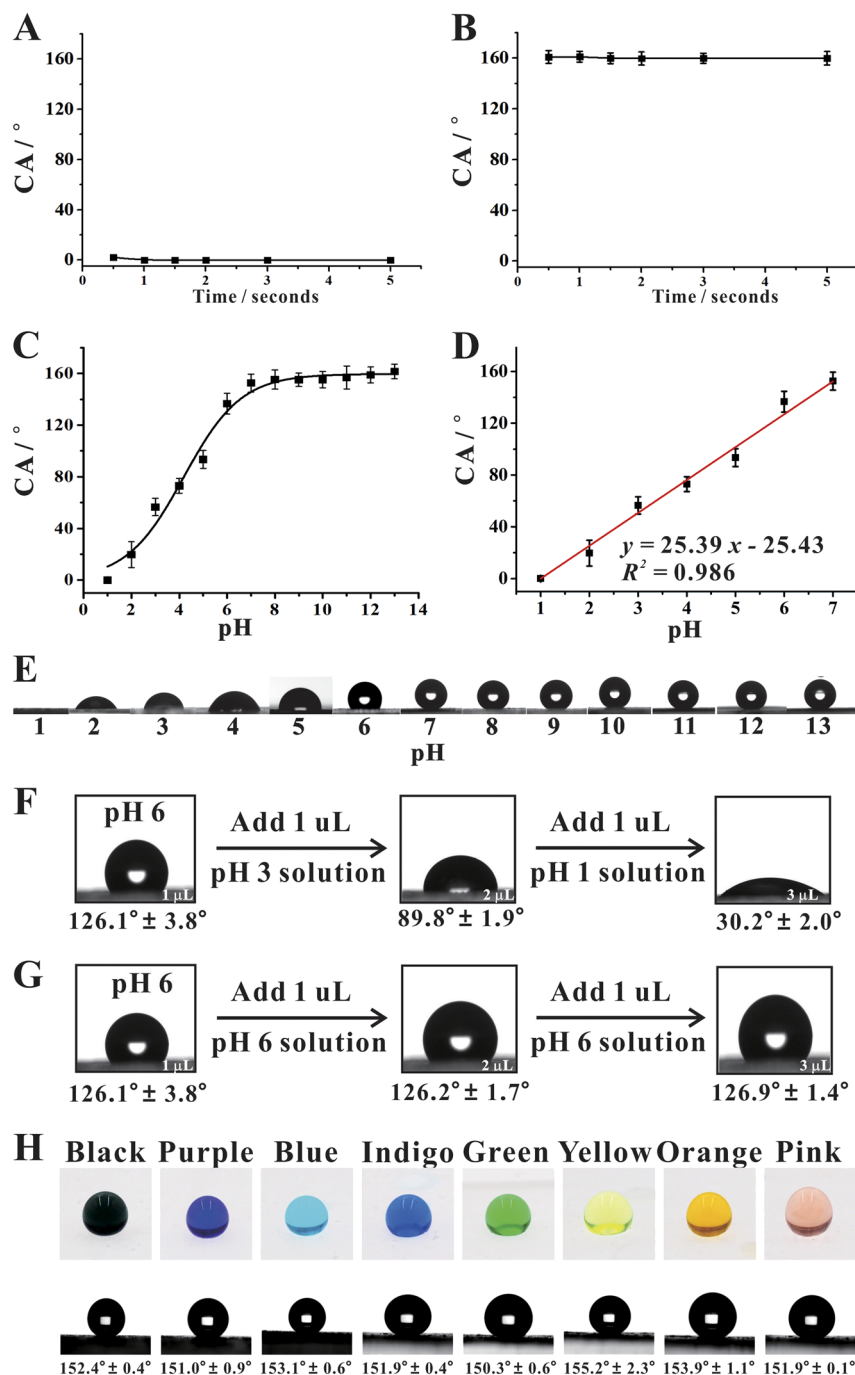 A
CA / °
160
120
80
40
0
0 1 2 3 4 5
Time / seconds
B
CA / °
160
120
80
40
0
0 1 2 3 4 5
Time / seconds
C
CA / °
160
120
80
40
0
0 2 4 6 8 10 12 14
pH
D
CA / °
160
120
80
40
0
y = 25.39 x - 25.43
R² = 0.986
1 2 3 4 5 6 7
pH
E
1 2 3 4 5 6 7 8 9 10 11 12 13
pH
F
pH 6
1 μL
126.1° ± 3.8°
Add 1 uL
pH 3 solution
2 μL
89.8° ± 1.9°
Add 1 uL
pH 1 solution
3 μL
30.2° ± 2.0°
G
pH 6
1 μL
126.1° ± 3.8°
Add 1 uL
pH 6 solution
2 μL
126.2° ± 1.7°
Add 1 uL
pH 6 solution
3 μL
126.9° ± 1.4°
H
Black Purple Blue Indigo Green Yellow Orange Pink
152.4° ± 0.4° 151.0° ± 0.9° 153.1° ± 0.6° 151.9° ± 0.4° 150.3° ± 0.6° 155.2° ± 2.3° 153.9° ± 1.1° 151.9° ± 0.1°